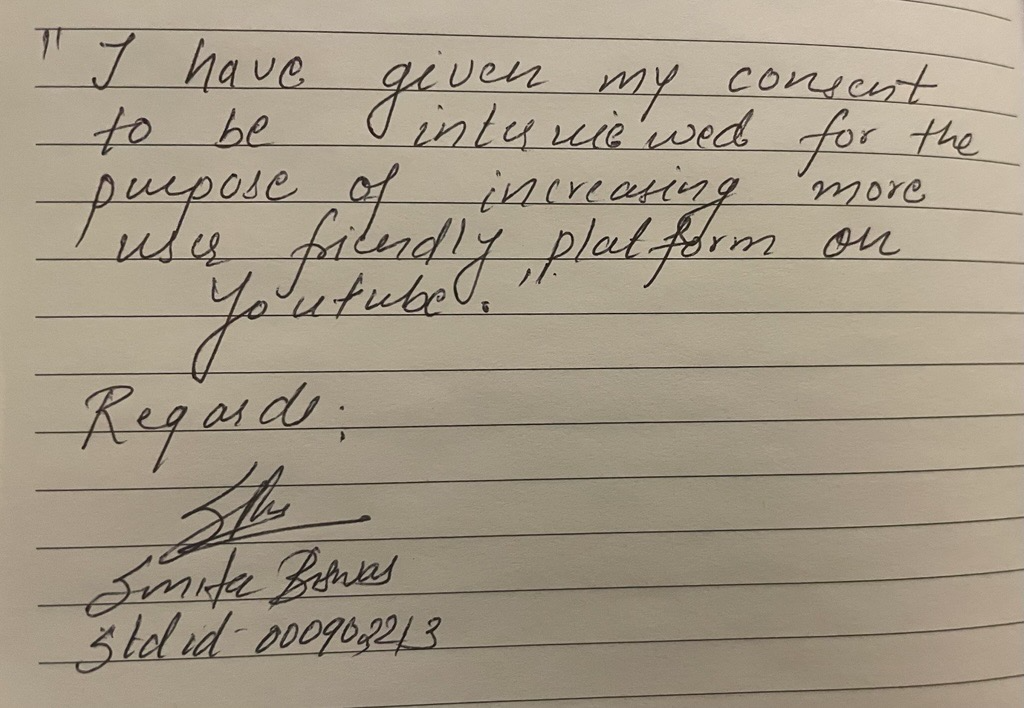 "I have given my consent
to be interviewed for the
purpose of increasing more
user friendly platform on
Youtube."
Regards,
Smita Biswas
Std id - 000902213